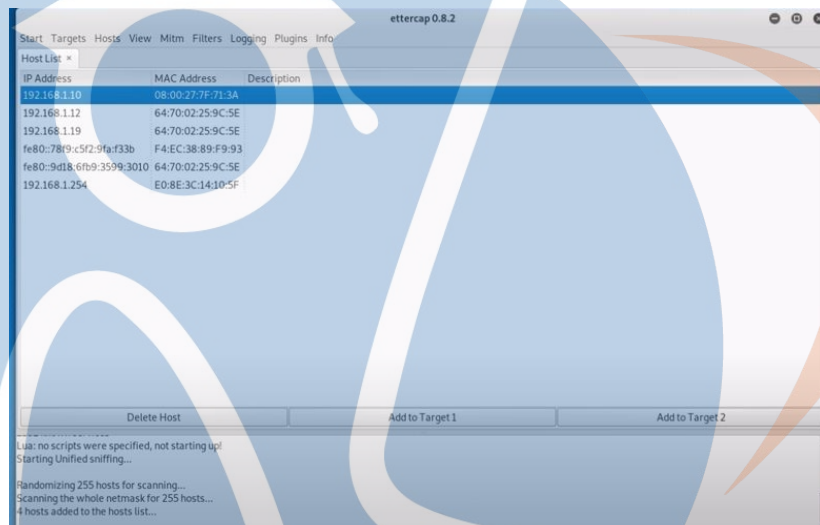 ettercap 0.8.2
Start Targets Hosts View Mitm Filters Logging Plugins Info
Host List ×
IP Address MAC Address Description
192.168.1.10 08:00:27:7F:71:3A
192.168.1.12 64:70:02:25:9C:5E
192.168.1.19 64:70:02:25:9C:5E
fe80::78f9:c5f2:9fa:f33b F4:EC:38:89:F9:93
fe80::9d18:6fb9:3599:3010 64:70:02:25:9C:5E
192.168.1.254 E0:8E:3C:14:10:5F
Delete Host Add to Target 1 Add to Target 2
Lua: no scripts were specified, not starting up!
Starting Unified sniffing...
Randomizing 255 hosts for scanning...
Scanning the whole netmask for 255 hosts...
4 hosts added to the hosts list...